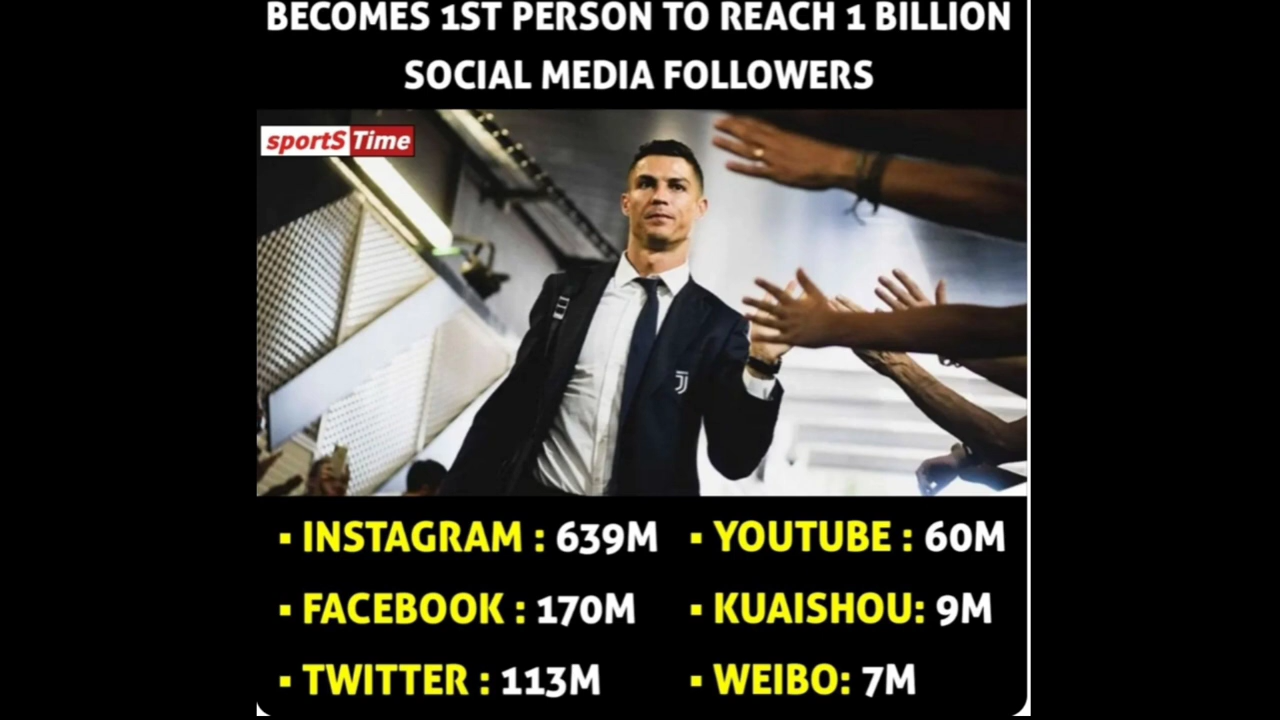 BECOMES 1ST PERSON TO REACH 1 BILLION
SOCIAL MEDIA FOLLOWERS
sportS Time
▪ INSTAGRAM : 639M
▪ YOUTUBE : 60M
▪ FACEBOOK : 170M
▪ KUAISHOU: 9M
▪ TWITTER : 113M
▪ WEIBO: 7M